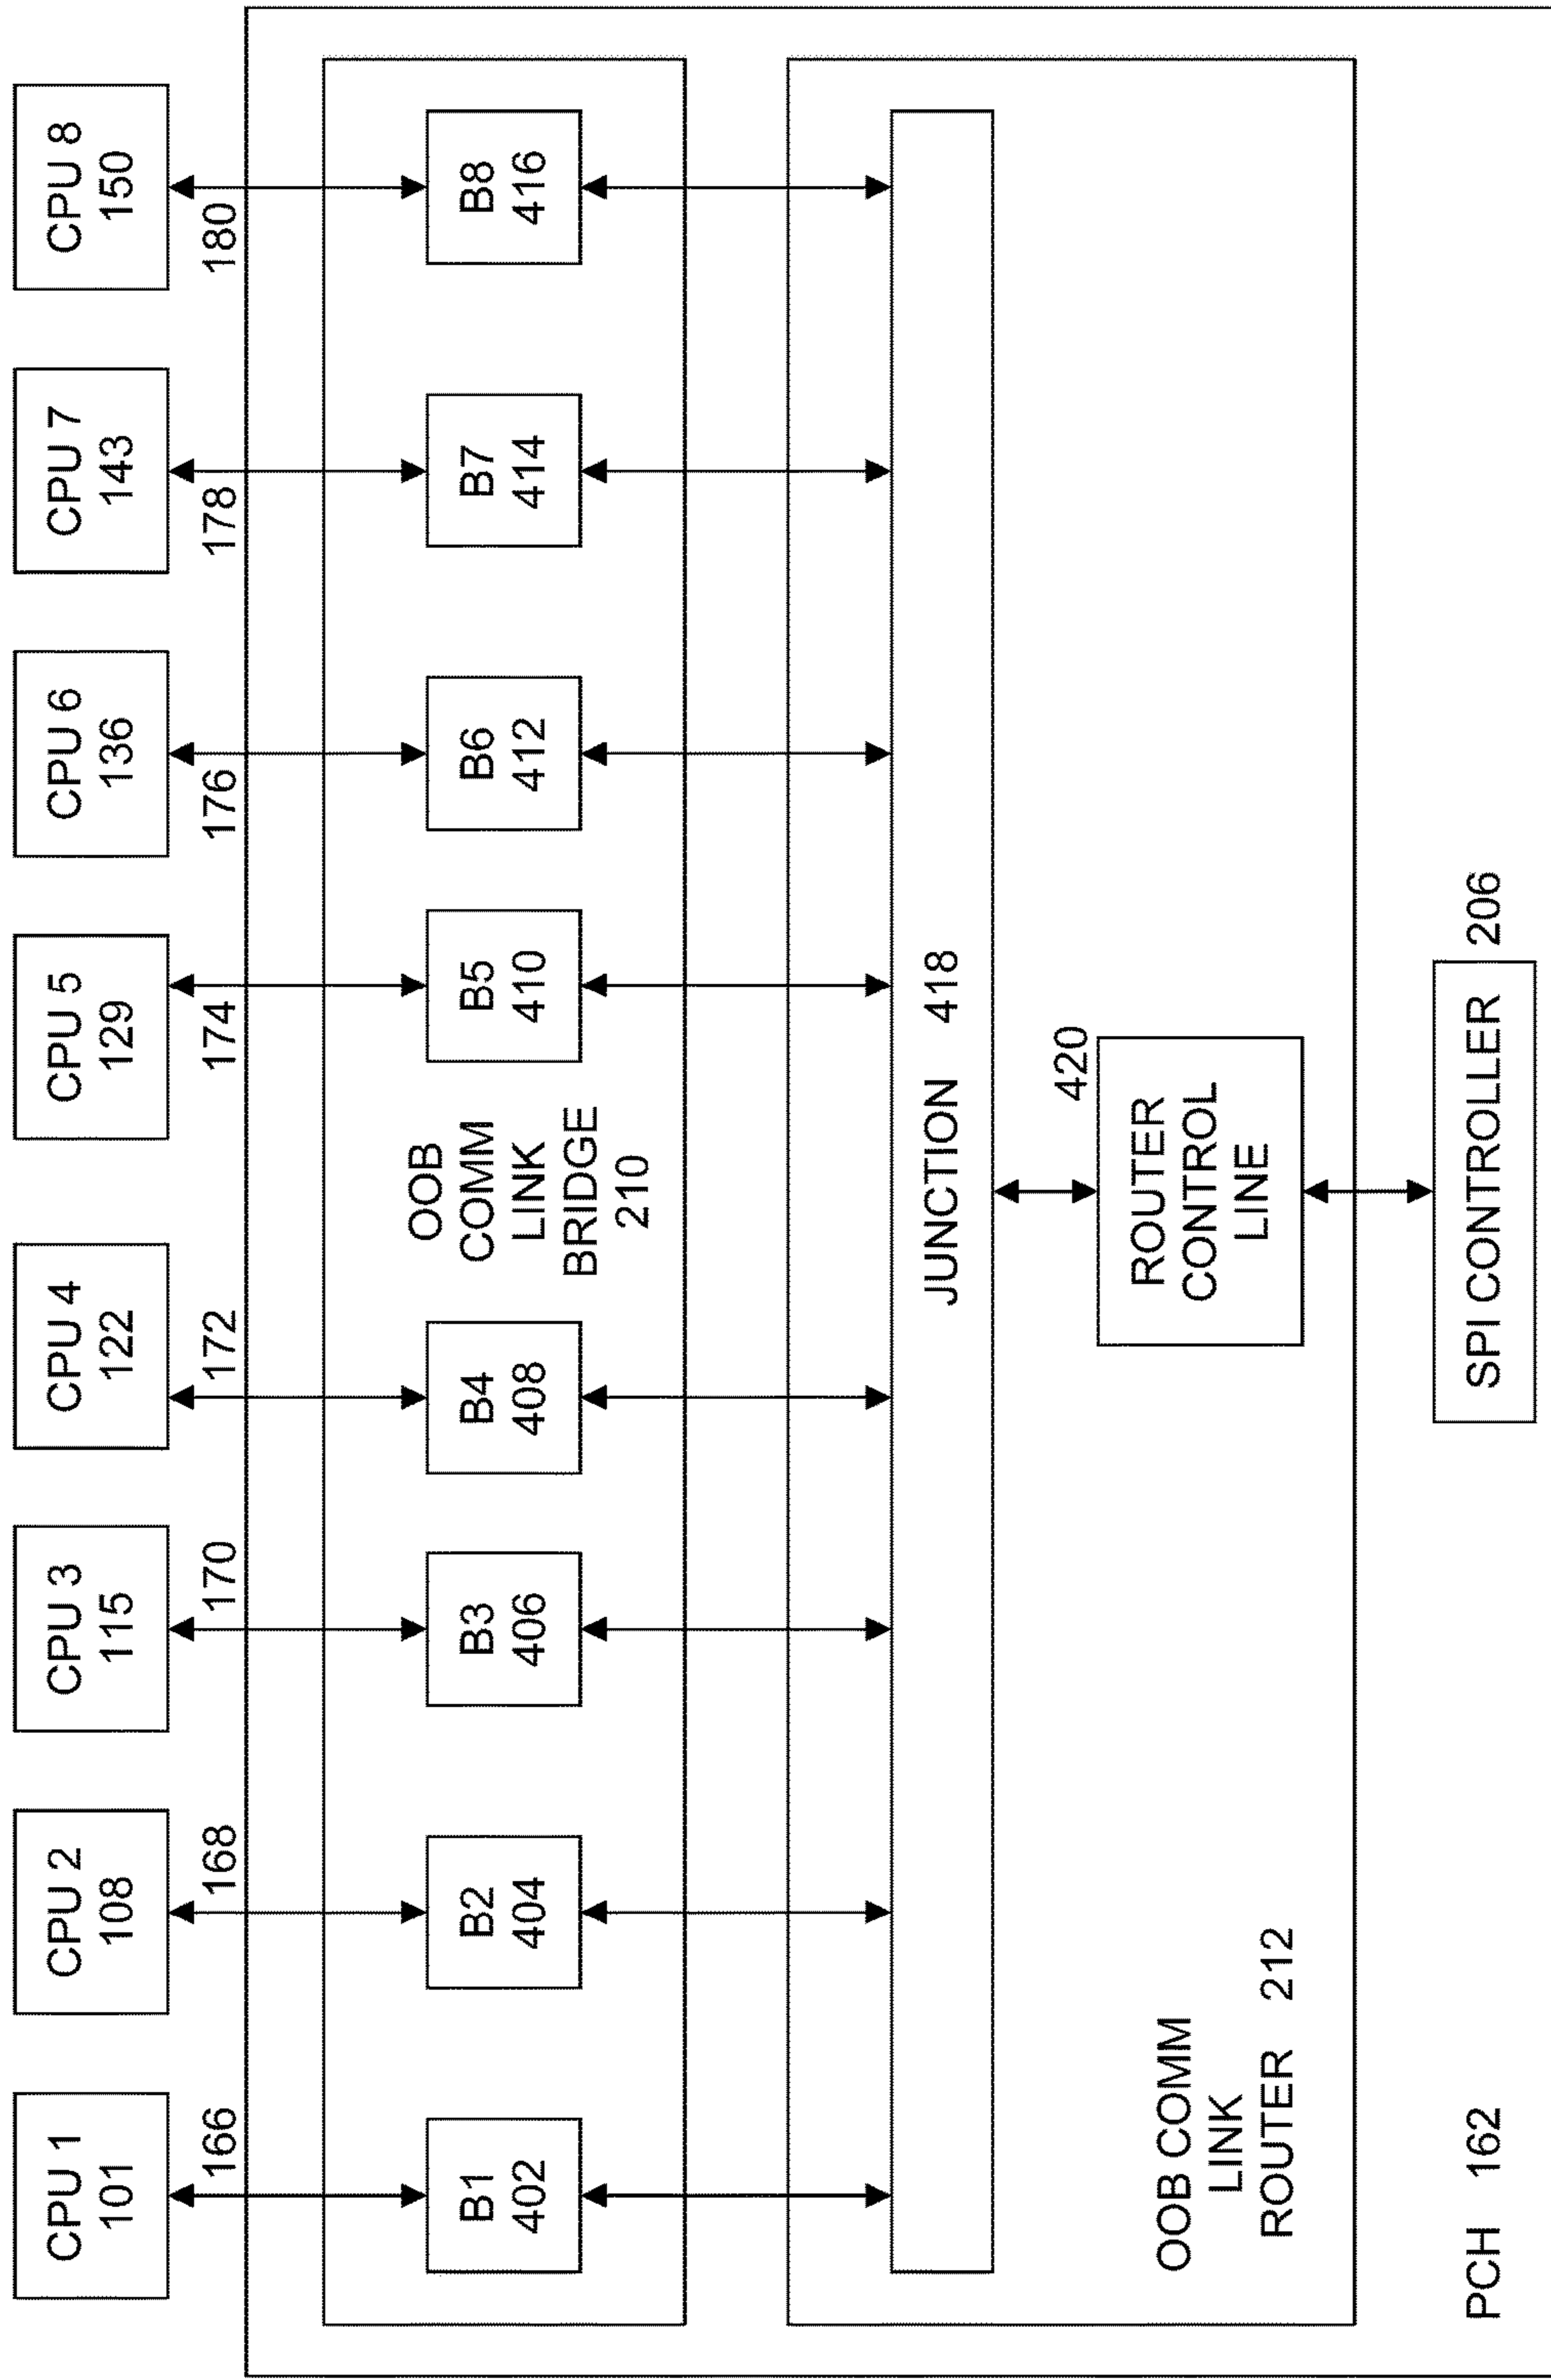 CPU 1
101
CPU 2
108
CPU 3
115
CPU 4
122
CPU 5
129
CPU 6
136
CPU 7
143
CPU 8
150
166
168
170
172
174
176
178
180
B1
402
B2
404
B3
406
B4
408
OOB
COMM
LINK
BRIDGE
210
B5
410
B6
412
B7
414
B8
416
JUNCTION 418
420
ROUTER
CONTROL
LINE
OOB COMM
LINK
ROUTER 212
PCH 162
SPI CONTROLLER 206